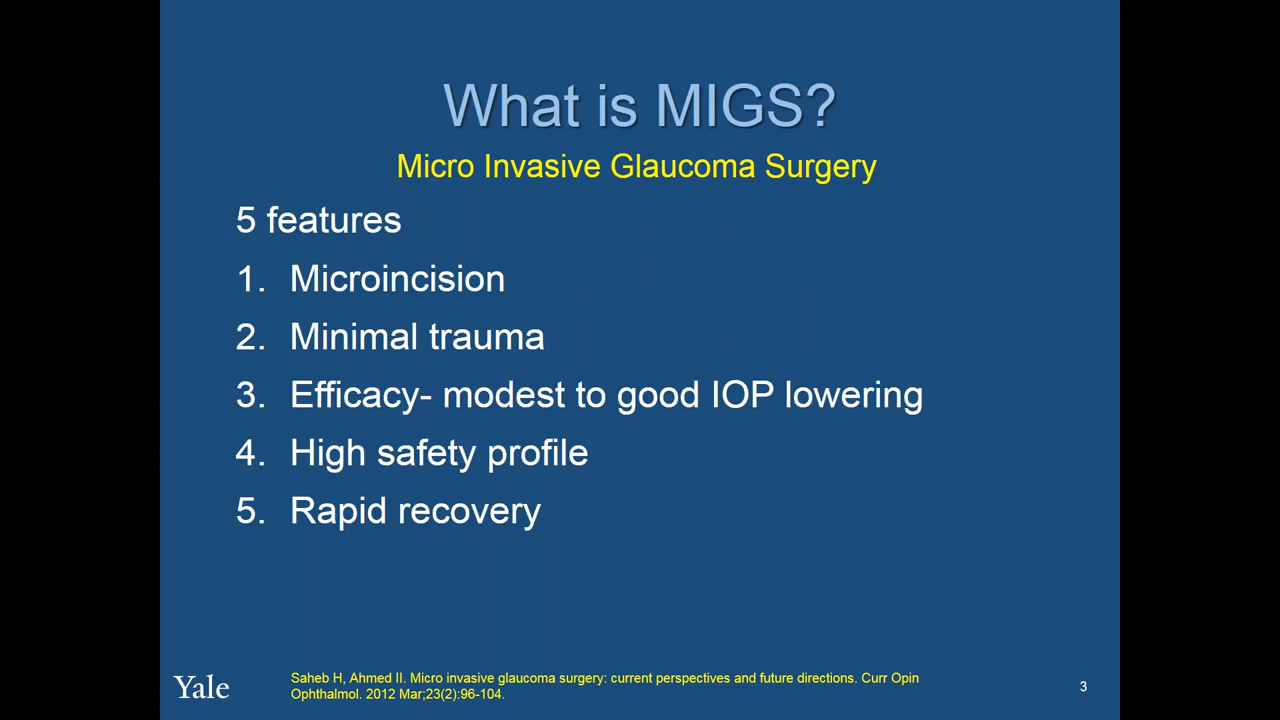 What is MIGS?
Micro Invasive Glaucoma Surgery
5 features
1. Microincision
2. Minimal trauma
3. Efficacy- modest to good IOP lowering
4. High safety profile
5. Rapid recovery
Yale
Saheb H, Ahmed II. Micro invasive glaucoma surgery: current perspectives and future directions. Curr Opin
Ophthalmol. 2012 Mar;23(2):96-104.
3